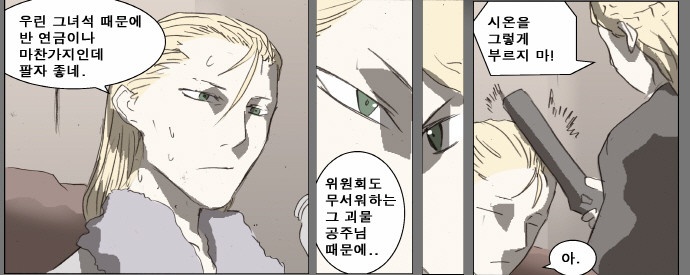 우린 그녀석 때문에
반 연금이나
마찬가지인데
팔자 좋네.
위원회도
무서워하는
그 괴물
공주님
때문에..
시온을
그렇게
부르지 마!
아.